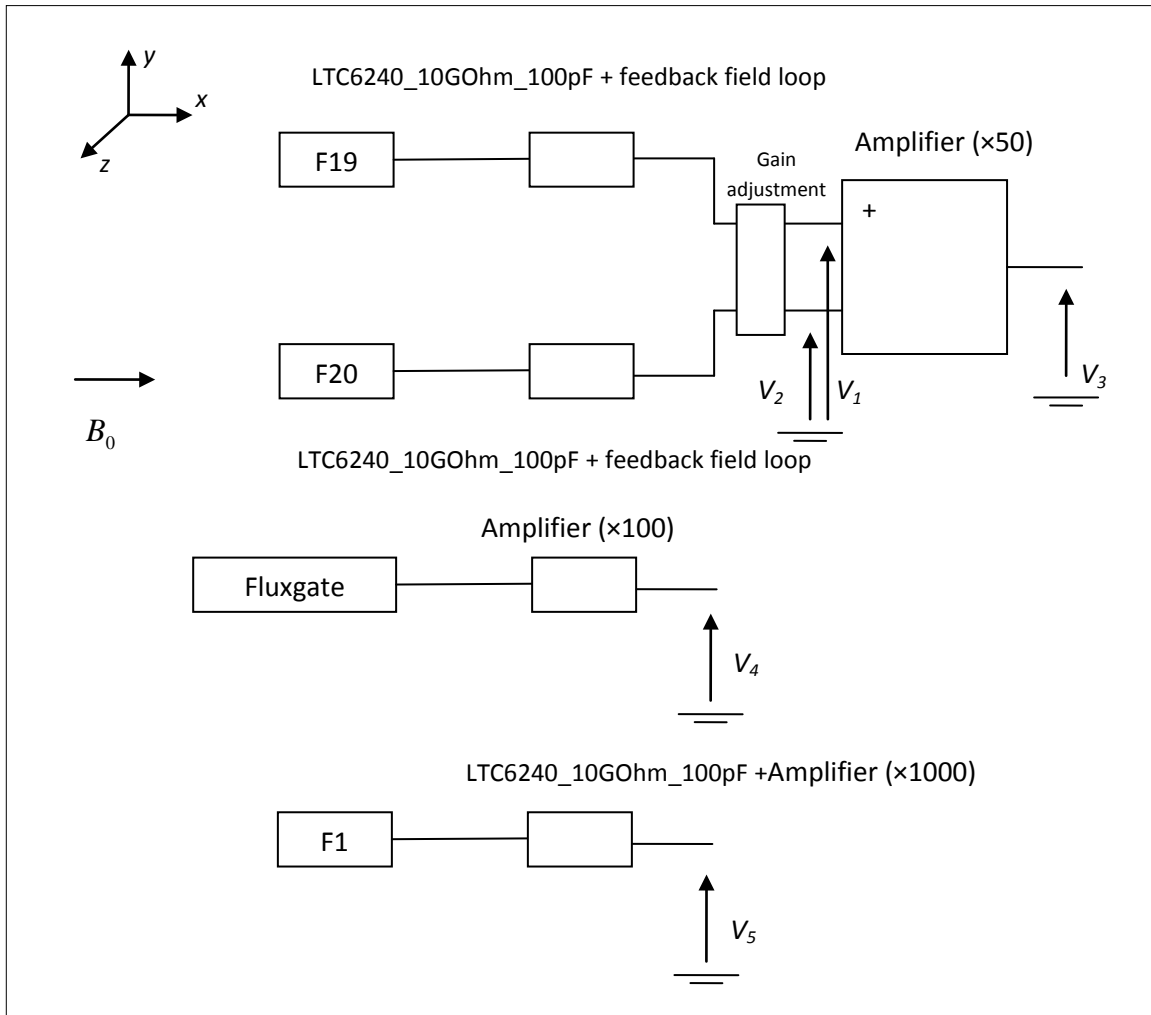 y
x
z
LTC6240_10GOhm_100pF + feedback field loop
F19
Gain
adjustment
Amplifier (×50)
+
F20
B0
V2
V1
V3
LTC6240_10GOhm_100pF + feedback field loop
Amplifier (×100)
Fluxgate
V4
LTC6240_10GOhm_100pF +Amplifier (×1000)
F1
V5